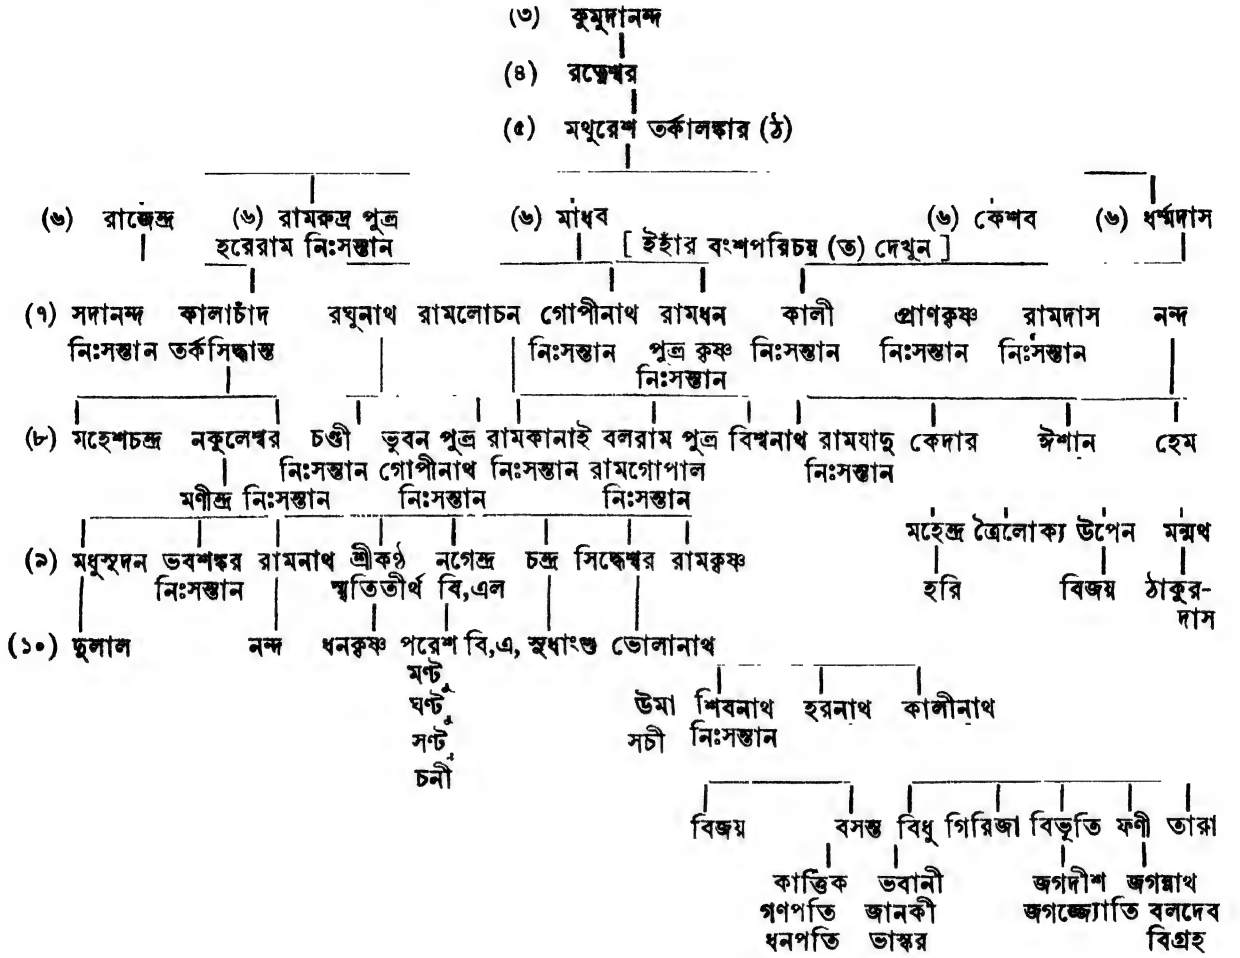 (৩) কুমুদানন্দ
(৪) রত্নেশ্বর
(৫) মথুরেশ তর্কালঙ্কার (ঠ)
(৬) রাজেন্দ্র (৬) রামরুদ্র পুত্র (৬) মাধব (৬) কেশব (৬) ধর্ম্মদাস
হরেরাম নিঃসন্তান [ ইহাঁর বংশপরিচয় (ত) দেখুন ]
(৭) সদানন্দ কালাচাঁদ রঘুনাথ রামলোচন গোপীনাথ রামধন কালী প্রাণকৃষ্ণ রামদাস নন্দ
নিঃসন্তান তর্কসিদ্ধান্ত নিঃসন্তান পুত্র কৃষ্ণ নিঃসন্তান নিঃসন্তান নিঃসন্তান
নিঃসন্তান
(৮) মহেশচন্দ্র নকুলেশ্বর চণ্ডী ভুবন পুত্র রামকানাই বলরাম পুত্র বিশ্বনাথ রামযাদু কেদার ঈশান হেম
নিঃসন্তান গোপীনাথ নিঃসন্তান রামগোপাল নিঃসন্তান
মণীন্দ্র নিঃসন্তান নিঃসন্তান নিঃসন্তান
মহেন্দ্র ত্রৈলোক্য উপেন মন্মথ
(৯) মধুসূদন ভবশঙ্কর রামনাথ শ্রীকণ্ঠ নগেন্দ্র চন্দ্র সিদ্ধেশ্বর রামকৃষ্ণ
নিঃসন্তান স্মৃতিতীর্থ বি,এল হরি বিজয় ঠাকুর-
দাস
(১০) দুলাল নন্দ ধনকৃষ্ণ পরেশ বি,এ, সুধাংশু ভোলানাথ
মণ্টু
ঘণ্টু উমা শিবনাথ হরনাথ কালীনাথ
সণ্টু সচী নিঃসন্তান
চনী
বিজয় বসন্ত বিধু গিরিজা বিভূতি ফণী তারা
কার্ত্তিক ভবানী জগদীশ জগন্নাথ
গণপতি জানকী জগজ্জ্যোতি বলদেব
ধনপতি ভাস্কর বিগ্রহ